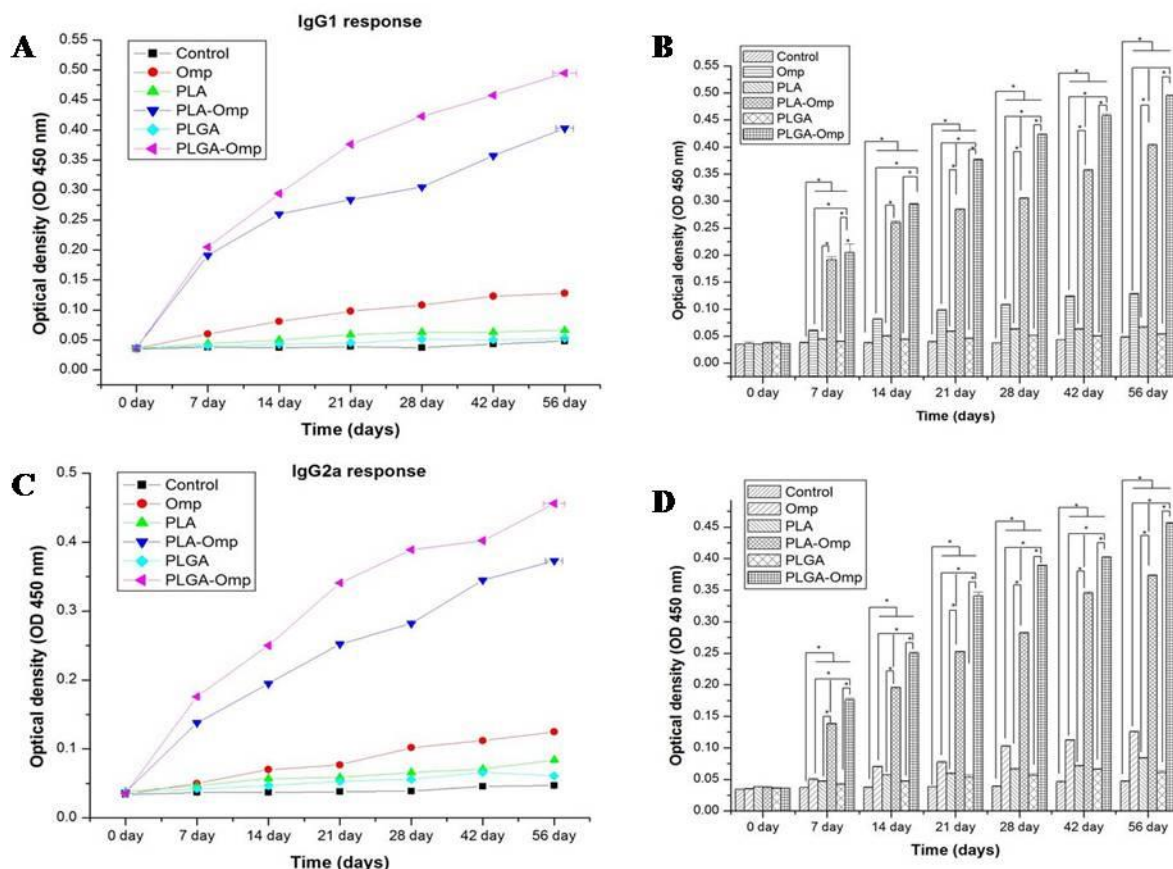 A
IgG1 response
Control
Omp
PLA
PLA-Omp
PLGA
PLGA-Omp
0.55
0.50
0.45
0.40
0.35
0.30
0.25
0.20
0.15
0.10
0.05
0.00
Optical density (OD 450 nm)
0 day 7 day 14 day 21 day 28 day 42 day 56 day
Time (days)
B
Control
Omp
PLA
PLA-Omp
PLGA
PLGA-Omp
0.55
0.50
0.45
0.40
0.35
0.30
0.25
0.20
0.15
0.10
0.05
0.00
Optical density (OD 450 nm)
0 day 7 day 14 day 21 day 28 day 42 day 56 day
Time (days)
C
IgG2a response
Control
Omp
PLA
PLA-Omp
PLGA
PLGA-Omp
0.5
0.4
0.3
0.2
0.1
0.0
Optical density (OD 450 nm)
0 day 7 day 14 day 21 day 28 day 42 day 56 day
Time (days)
D
Control
Omp
PLA
PLA-Omp
PLGA
PLGA-Omp
0.45
0.40
0.35
0.30
0.25
0.20
0.15
0.10
0.05
0.00
Optical density (OD 450 nm)
0 day 7 day 14 day 21 day 28 day 42 day 56 day
Time (days)